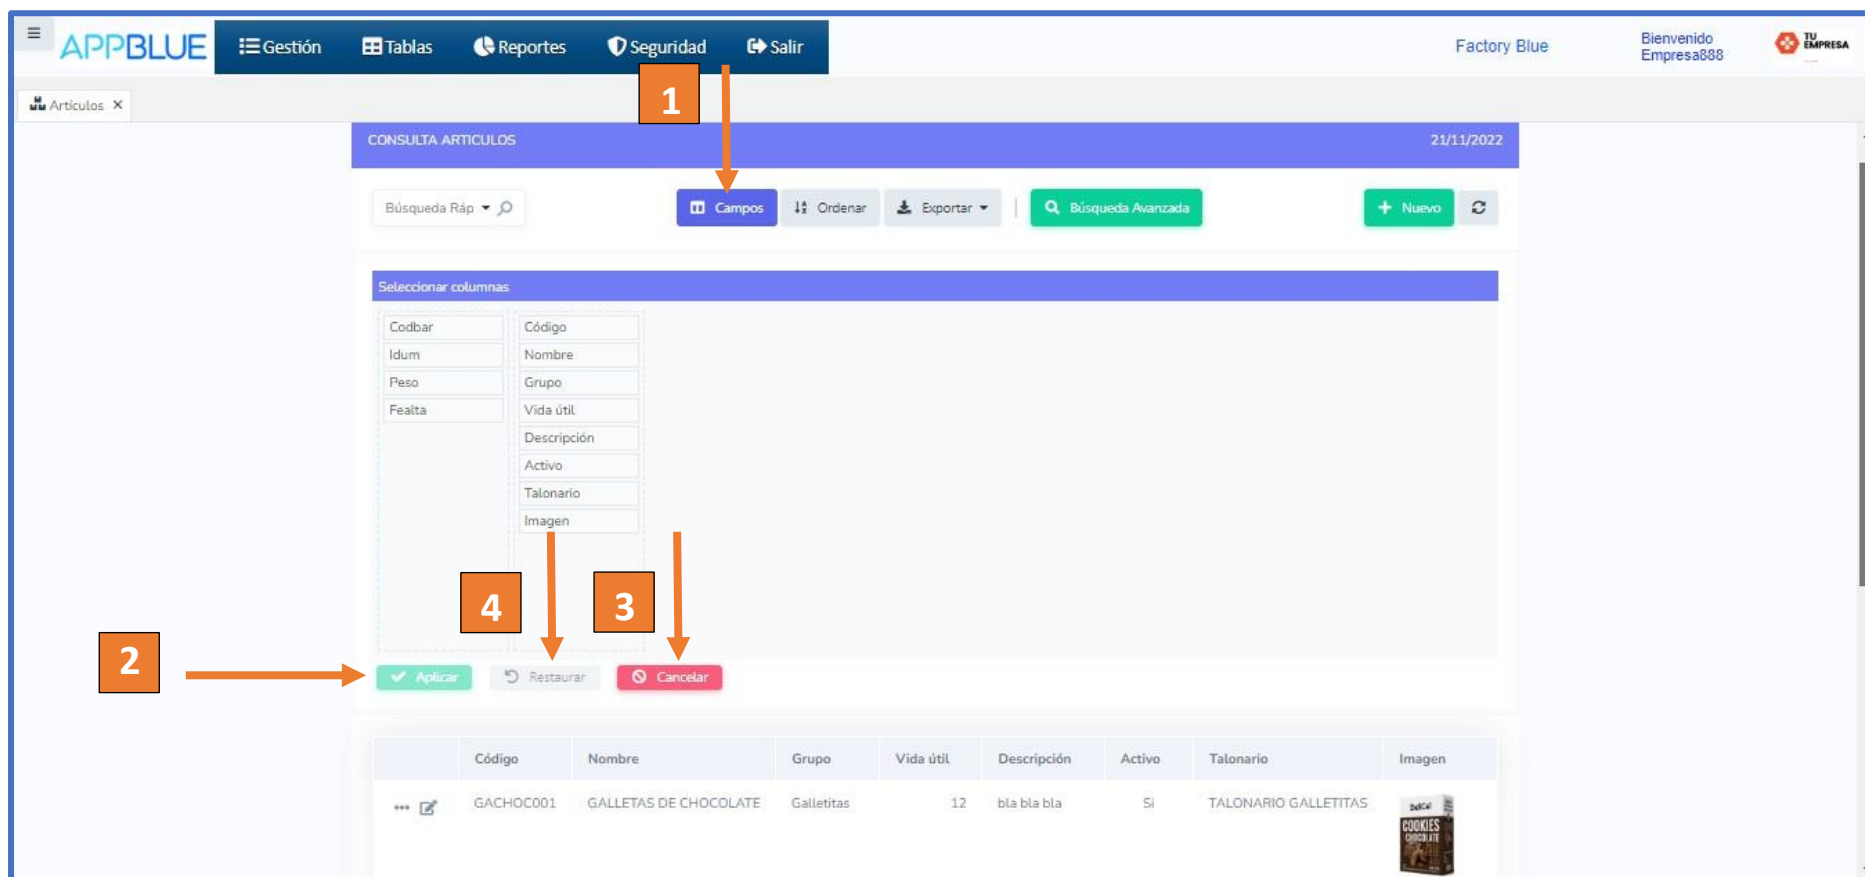 APPBLUE Gestión Tablas Reportes Seguridad Salir Factory Blue Bienvenido
Empresa888
TU
EMPRESA
Artículos X
1
CONSULTA ARTICULOS 21/11/2022
Búsqueda Ráp Campos Ordenar Exportar Búsqueda Avanzada Nuevo
Seleccionar columnas
Codbar Código
Idum Nombre
Peso Grupo
Fealta Vida útil
Descripción
Activo
Talonario
Imagen
4 3
2
Aplicar Restaurar Cancelar
Código Nombre Grupo Vida útil Descripción Activo Talonario Imagen
GACHOC001 GALLETAS DE CHOCOLATE Galletitas 12 bla bla bla Si TALONARIO GALLETITAS
COOKIES
CHOCOLATE